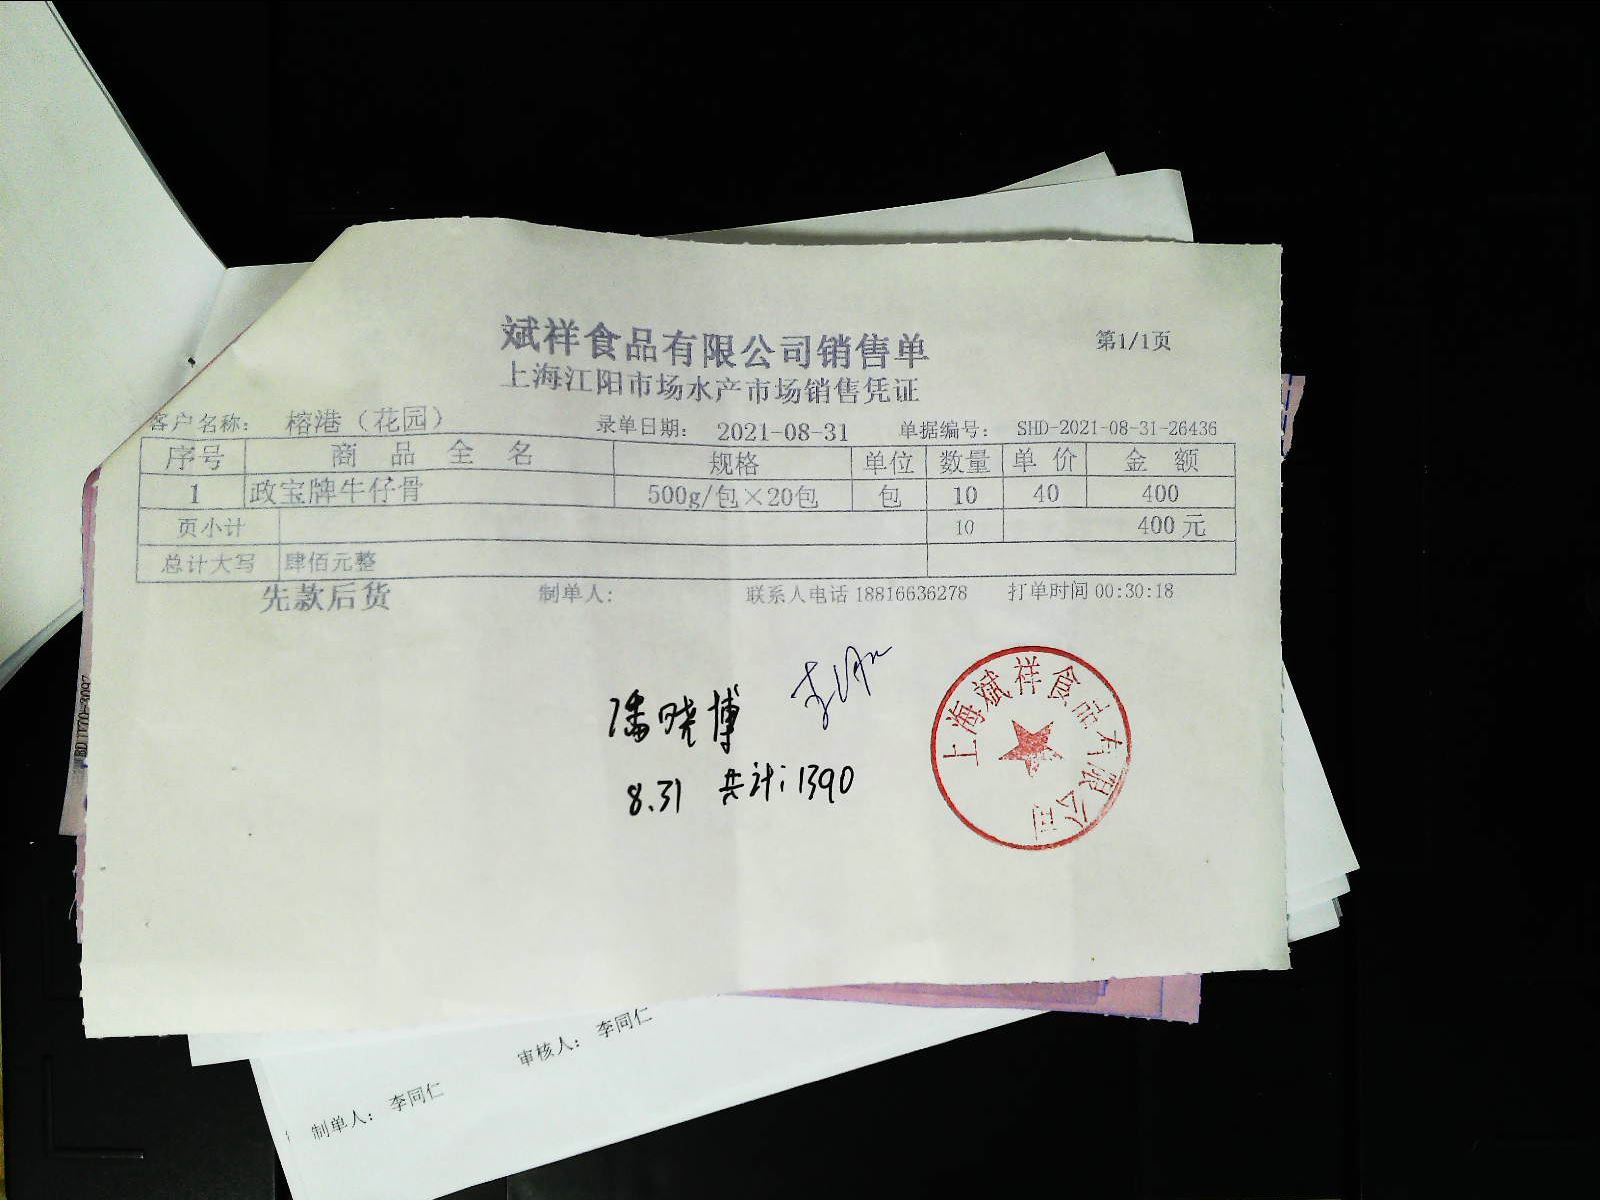 斌祥食品有限公司销售单
第1/1页
上海江阳市场水产市场销售凭证
客户名称: 榕港（花园） 录单日期: 2021-08-31 单据编号: SHD-2021-08-31-26436
序号 商品全名 规格 单位 数量 单价 金额
1 政宝牌牛仔骨 500g/包×20包 包 10 40 400
页小计 10 400元
总计大写 肆佰元整
先款后货 制单人: 联系人电话 18816636278 打单时间 00:30:18
潘晓博
8.31 共计:1390
上海斌祥食品有限公司
审核人: 李同仁
制单人: 李同仁